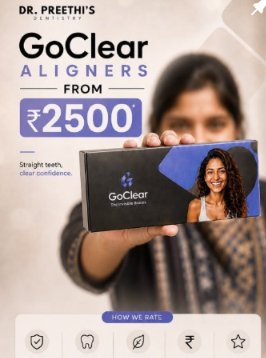 DR. PREETHI'S
DENTISTRY
GoClear
ALIGNERS
FROM
₹2500*
Straight teeth,
clear confidence.
GoClear
The Invisible Braces
HOW WE RATE
₹